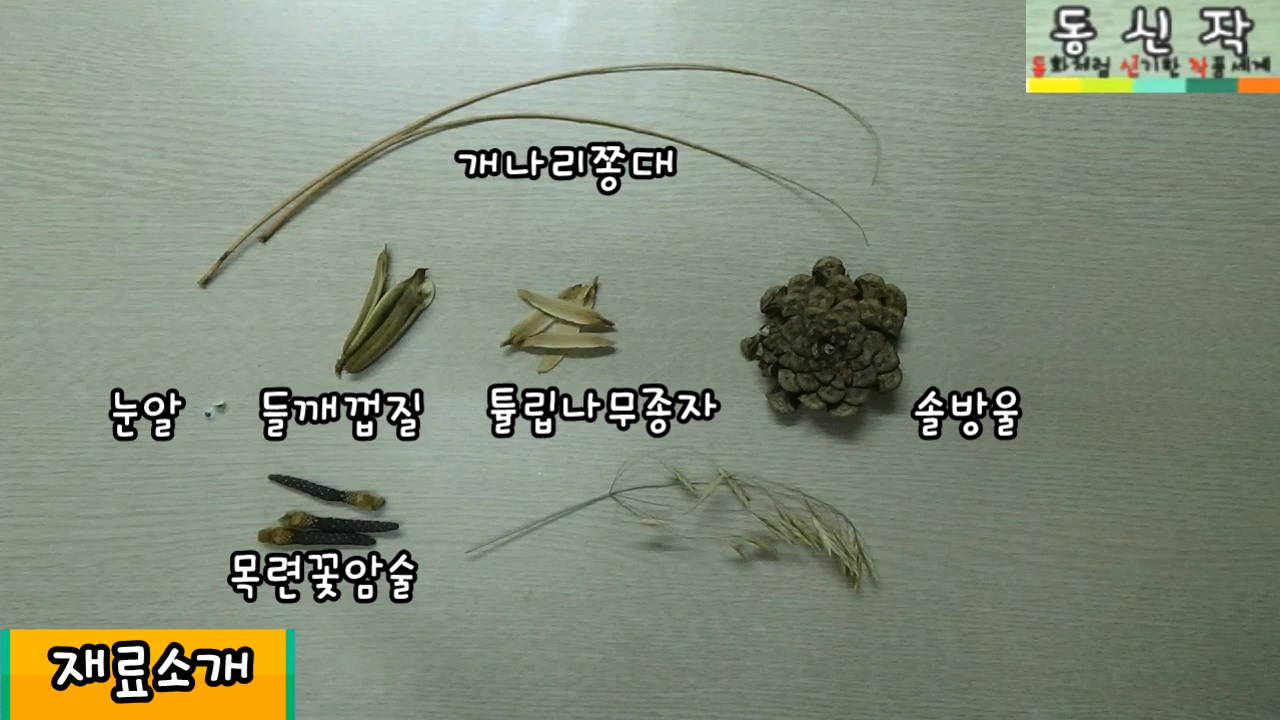 동신작
동화처럼 신기한 작품세계
개나리쫑대
눈알
들깨껍질
튤립나무종자
솔방울
목련꽃암술
재료소개